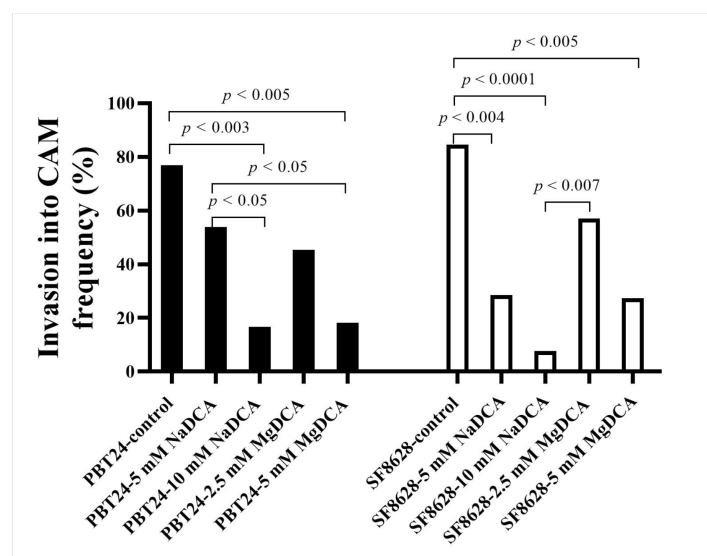 p < 0.005
p < 0.005
p < 0.0001
p < 0.003
p < 0.004
p < 0.05
p < 0.007
p < 0.05
Invasion into CAM
frequency (%)
100
80
60
40
20
0
PBT24-control
PBT24-5 mM NaDCA
PBT24-10 mM NaDCA
PBT24-2.5 mM MgDCA
PBT24-5 mM MgDCA
SF8628-control
SF8628-5 mM NaDCA
SF8628-10 mM NaDCA
SF8628-2.5 mM MgDCA
SF8628-5 mM MgDCA